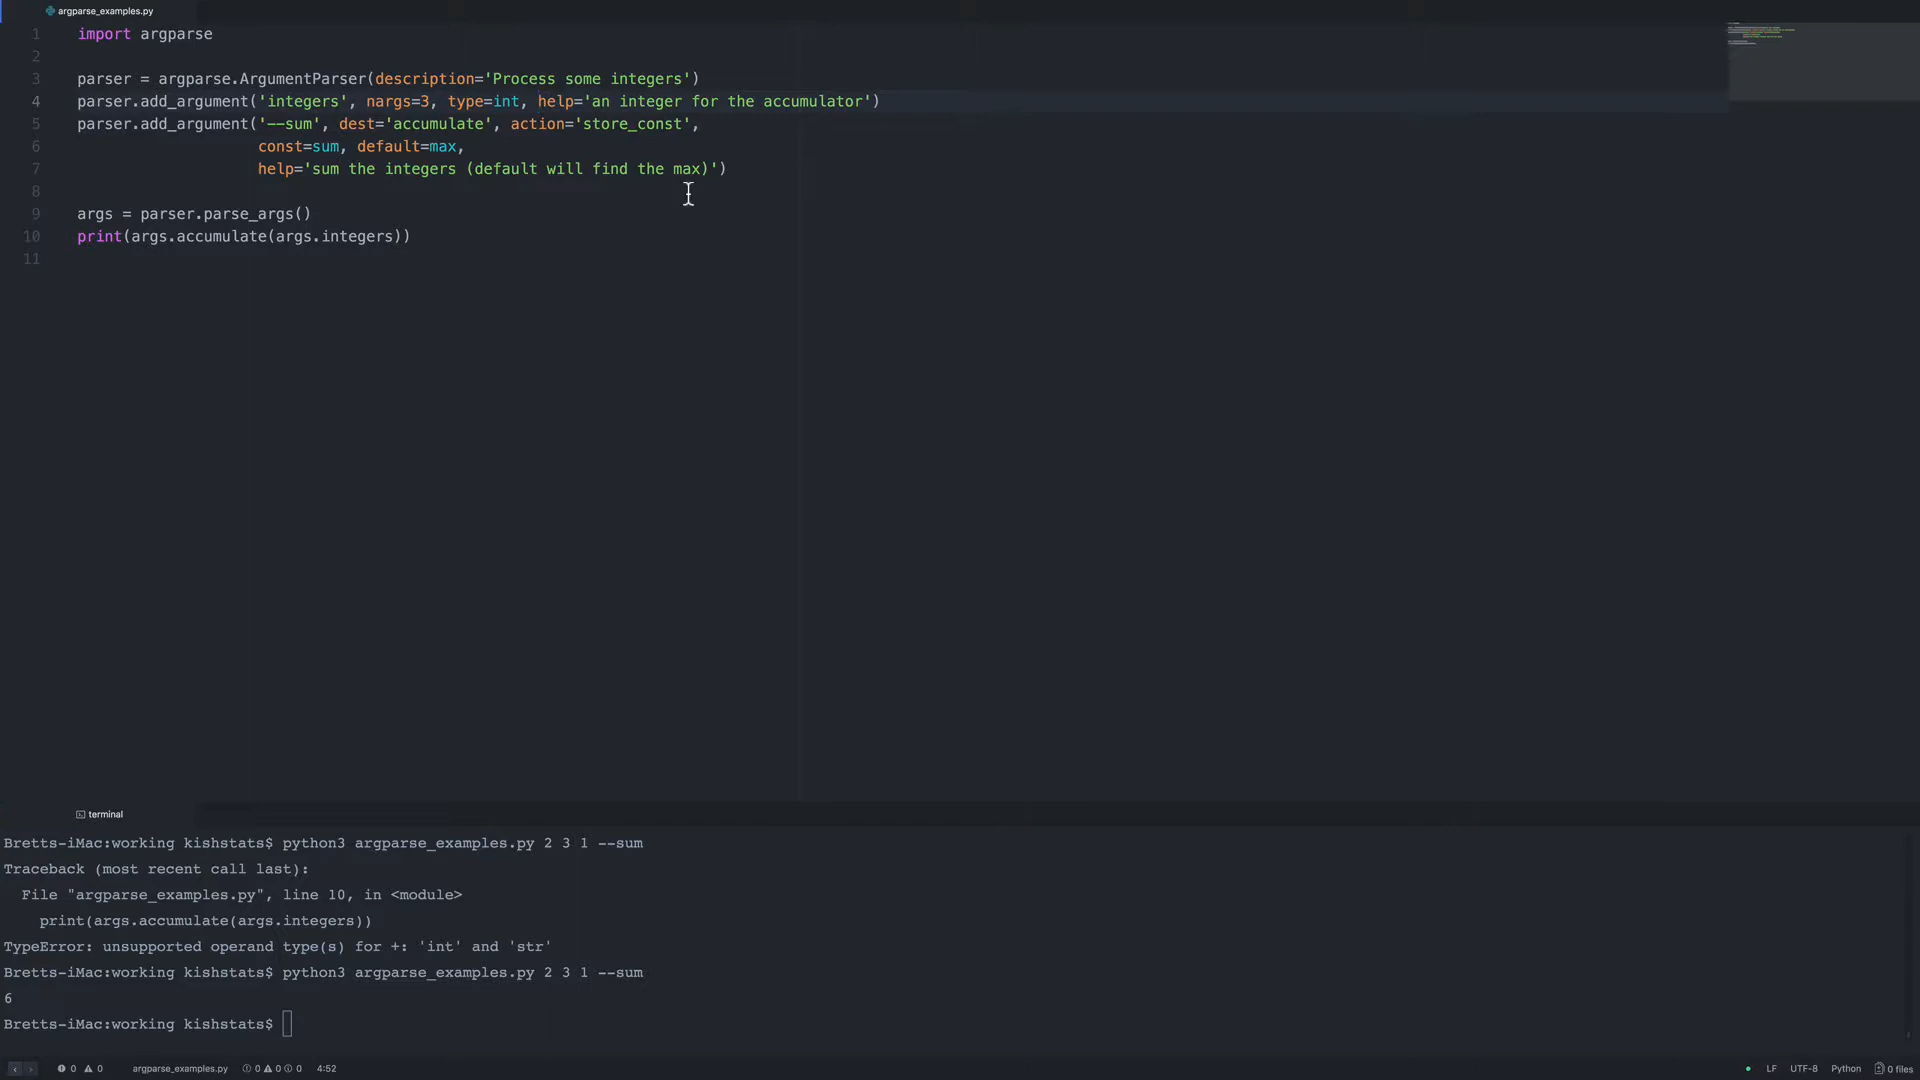 argparse_examples.py
1 import argparse
2
3 parser = argparse.ArgumentParser(description='Process some integers')
4 parser.add_argument('integers', nargs=3, type=int, help='an integer for the accumulator')
5 parser.add_argument('--sum', dest='accumulate', action='store_const',
6 const=sum, default=max,
7 help='sum the integers (default will find the max)')
8
9 args = parser.parse_args()
10 print(args.accumulate(args.integers))
11
terminal
Bretts-iMac:working kishstats$ python3 argparse_examples.py 2 3 1 --sum
Traceback (most recent call last):
File "argparse_examples.py", line 10, in <module>
print(args.accumulate(args.integers))
TypeError: unsupported operand type(s) for +: 'int' and 'str'
Bretts-iMac:working kishstats$ python3 argparse_examples.py 2 3 1 --sum
6
Bretts-iMac:working kishstats$
0 0 argparse_examples.py 0 0 0 4:52 LF UTF-8 Python 0 files